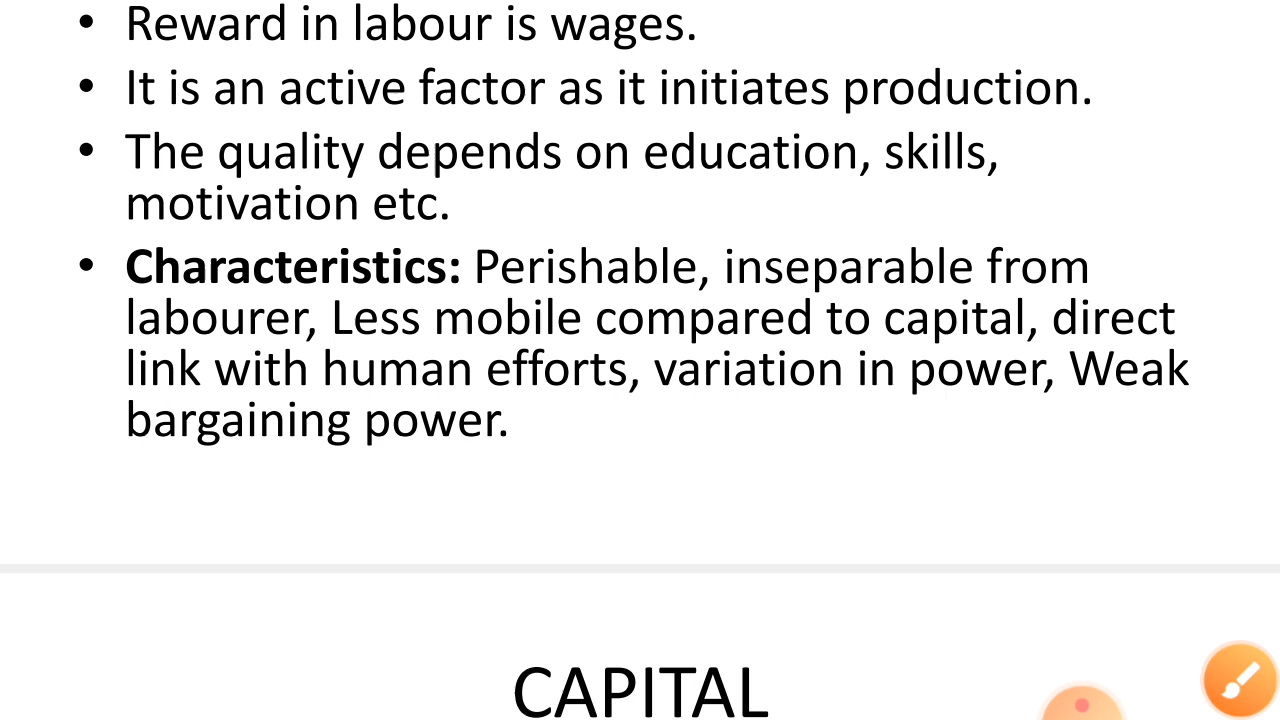 • Reward in labour is wages.
• It is an active factor as it initiates production.
• The quality depends on education, skills,
motivation etc.
• Characteristics: Perishable, inseparable from
labourer, Less mobile compared to capital, direct
link with human efforts, variation in power, Weak
bargaining power.
CAPITAL